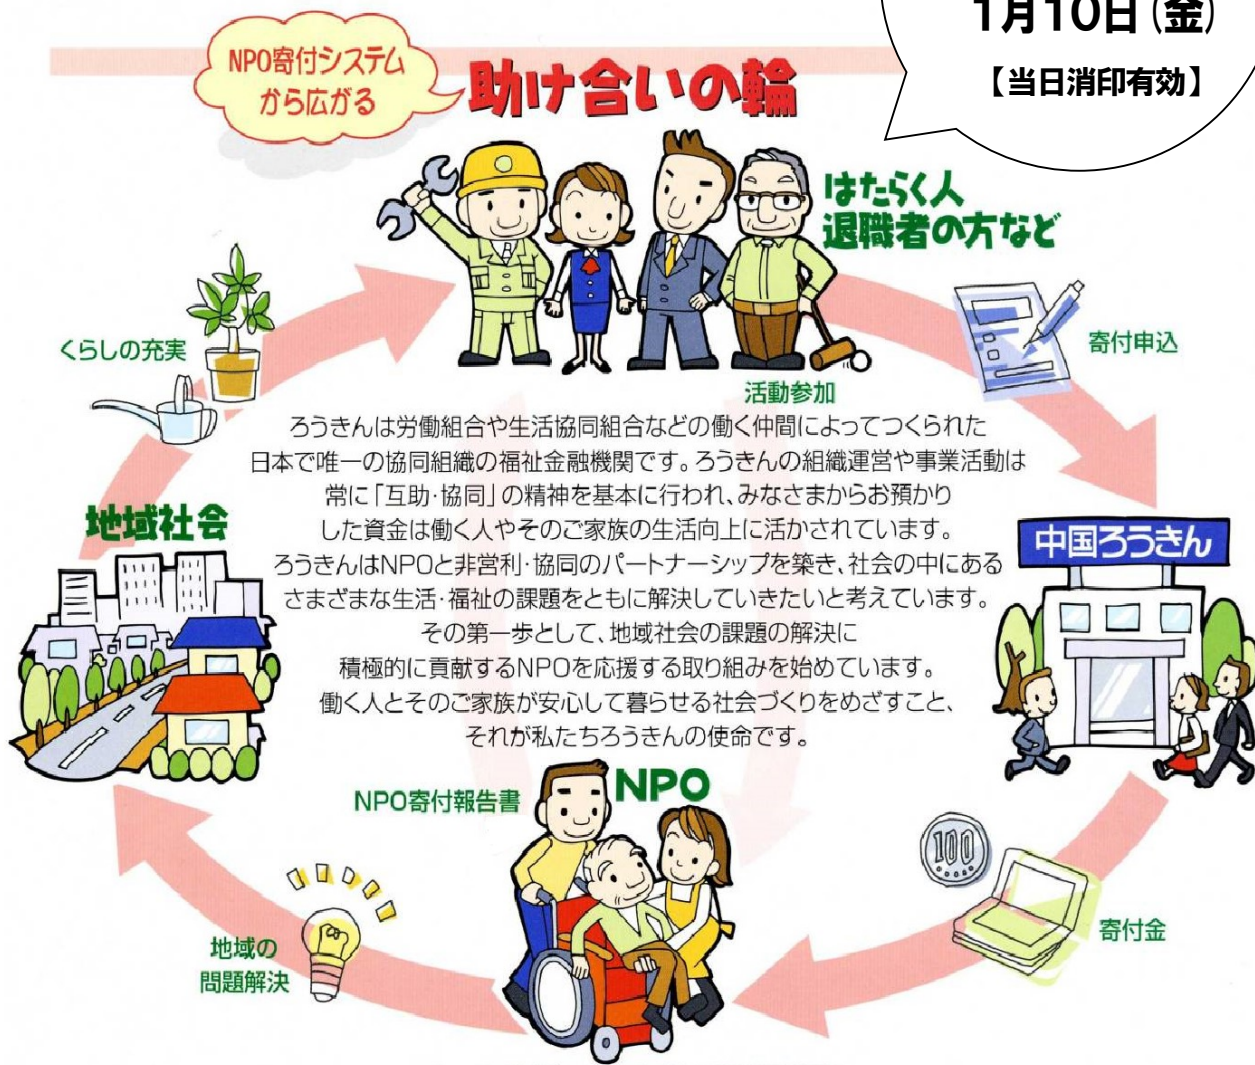 1月10日(金)
【当日消印有効】
NPO寄付システム
から広がる
助け合いの輪
はたらく人
退職者の方など
くらしの充実
寄付申込
活動参加
ろうきんは労働組合や生活協同組合などの働く仲間によってつくられた
日本で唯一の協同組織の福祉金融機関です。ろうきんの組織運営や事業活動は
常に「互助・協同」の精神を基本に行われ、みなさまからお預かり
した資金は働く人やそのご家族の生活向上に活かされています。
ろうきんはNPOと非営利・協同のパートナーシップを築き、社会の中にある
さまざまな生活・福祉の課題をともに解決していきたいと考えています。
その第一歩として、地域社会の課題の解決に
積極的に貢献するNPOを応援する取り組みを始めています。
働く人とそのご家族が安心して暮らせる社会づくりをめざすこと、
それが私たちろうきんの使命です。
地域社会
中国ろうきん
NPO寄付報告書
NPO
100
寄付金
地域の
問題解決